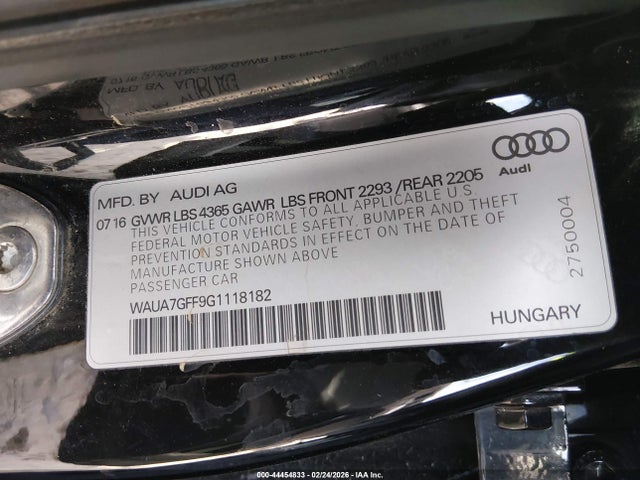 MFD. BY AUDI AG
Audi
07 16 GVWR LBS 4365 GAWR LBS FRONT 2293 /REAR 2205
THIS VEHICLE CONFORMS TO ALL APPLICABLE U.S.
FEDERAL MOTOR VEHICLE SAFETY, BUMPER AND THEFT
PREVENTION STANDARDS IN EFFECT ON THE DATE OF
MANUFACTURE SHOWN ABOVE
PASSENGER CAR
2750004
WAUA7GFF9G1118182
HUNGARY
000-44454833 - 02/24/2026 - Copart, Inc.